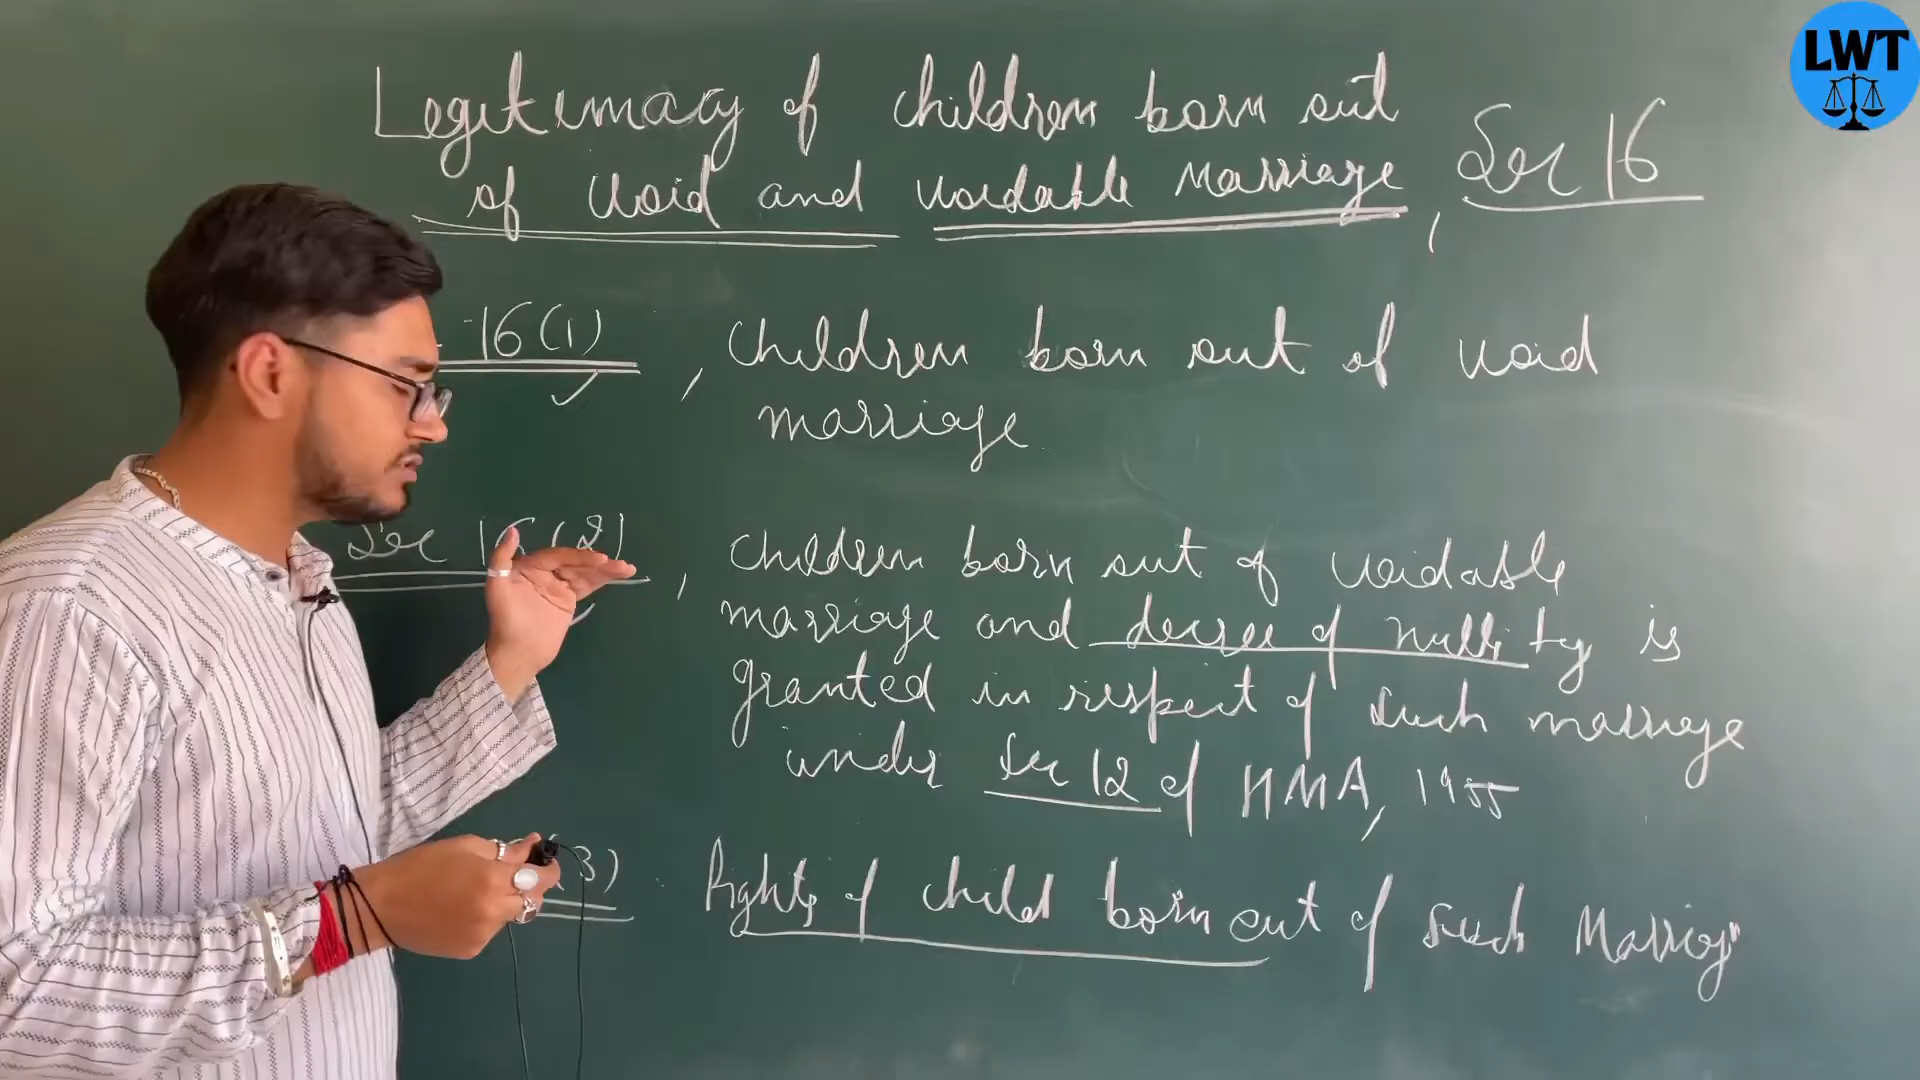 LWT
Legitimacy of children born out
of void and voidable Marriage, Sec 16
16(1), Children born out of void
marriage
Sec 16(2), Children born out of voidable
marriage and decree of nullity is
granted in respect of such marriage
under Sec 12 of HMA, 1955
(3) Rights of child born out of such Marriage